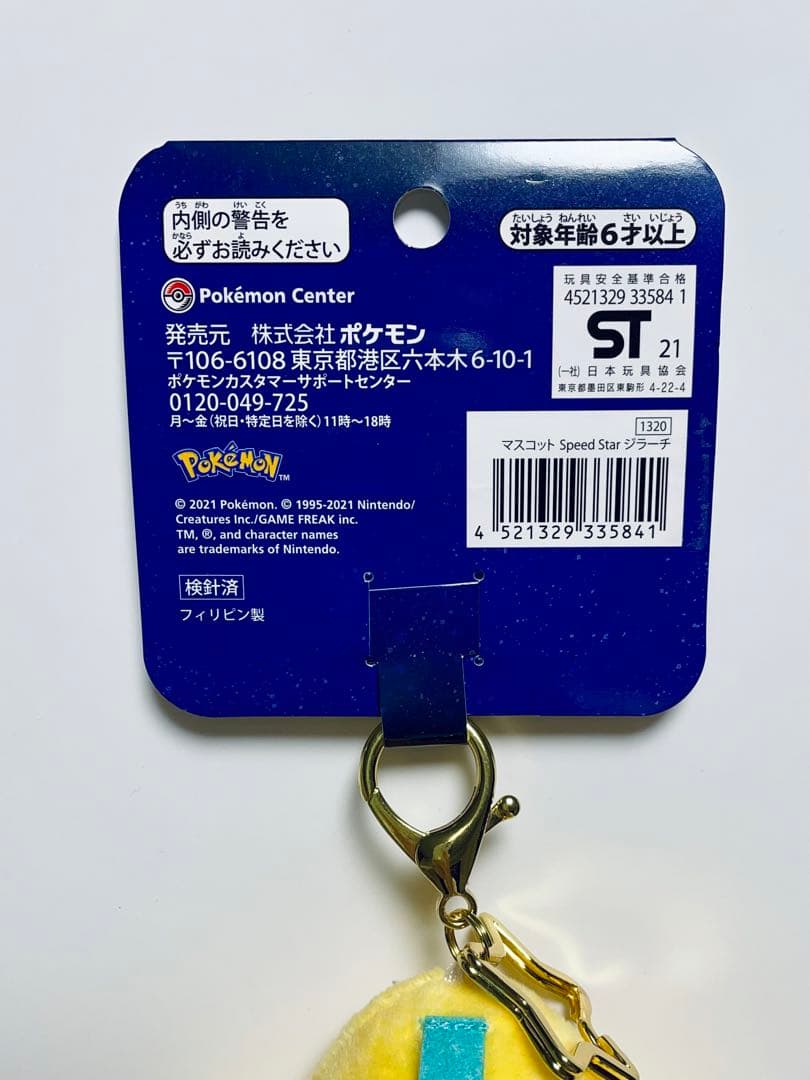 うちがわ けいこく
内側の警告を
かなら よ
必ずお読みください
たいしょうねんれい さいいじょう
対象年齢6才以上
Pokémon Center
発売元 株式会社ポケモン
〒106-6108 東京都港区六本木6-10-1
ポケモンカスタマーサポートセンター
0120-049-725
月～金（祝日・特定日を除く）11時～18時
POKéMON™
© 2021 Pokémon. © 1995-2021 Nintendo/
Creatures Inc./GAME FREAK inc.
TM, ®, and character names
are trademarks of Nintendo.
検針済
フィリピン製
玩具安全基準合格
4521329 33584 1
ST 21
(一社)日本玩具協会
東京都墨田区東駒形 4-22-4
1320
マスコット Speed Star ジラーチ
4 521329 335841